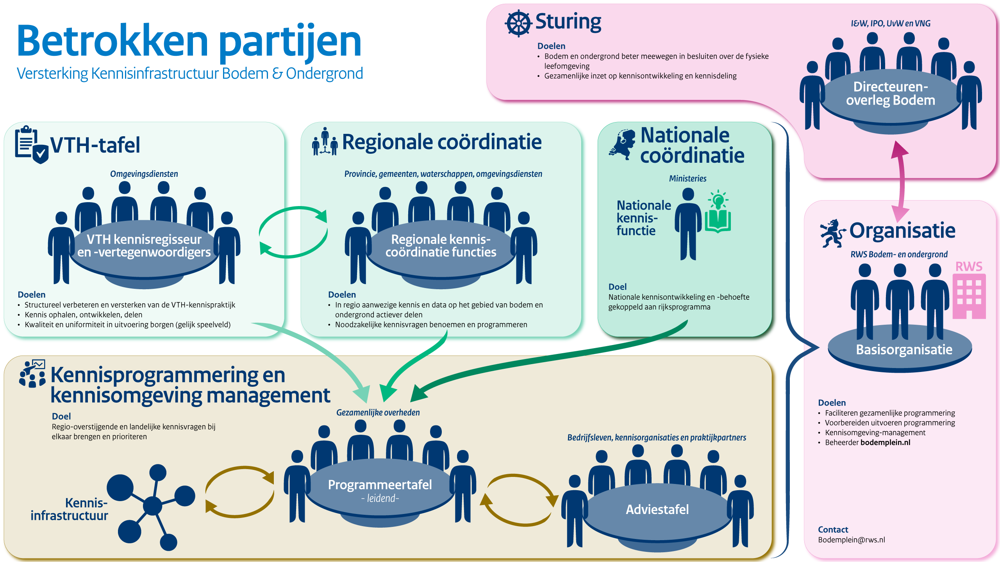 Betrokken partijen
Versterking Kennisinfrastructuur Bodem & Ondergrond
Sturing
Doelen
• Bodem en ondergrond beter meewegen in besluiten over de fysieke
leefomgeving
• Gezamenlijke inzet op kennisontwikkeling en kennisdeling
I&W, IPO, UvW en VNG
Directeuren-
overleg Bodem
VTH-tafel
Omgevingsdiensten
VTH kennisregisseur
en -vertegenwoordigers
Doelen
• Structureel verbeteren en versterken van de VTH-kennispraktijk
• Kennis ophalen, ontwikkelen, delen
• Kwaliteit en uniformiteit in uitvoering borgen (gelijk speelveld)
Regionale coördinatie
Provincie, gemeenten, waterschappen, omgevingsdiensten
Regionale kennis-
coördinatie functies
Doelen
• In regio aanwezige kennis en data op het gebied van bodem en
ondergrond actiever delen
• Noodzakelijke kennisvragen benoemen en programmeren
Nationale
coördinatie
Ministeries
Nationale
kennis-
functie
Doel
Nationale kennisontwikkeling en -behoefte
gekoppeld aan rijksprogramma
Organisatie
RWS Bodem- en ondergrond
RWS
Basisorganisatie
Doelen
• Faciliteren gezamenlijke programmering
• Voorbereiden uitvoeren programmering
• Kennisomgeving-management
• Beheerder bodemplein.nl
Contact
Bodemplein@rws.nl
Kennisprogrammering en
kennisomgeving management
Doel
Regio-overstijgende en landelijke kennisvragen bij
elkaar brengen en prioriteren
Kennis-
infrastructuur
Gezamenlijke overheden
Programmeertafel
- leidend-
Bedrijfsleven, kennisorganisaties en praktijkpartners
Adviestafel